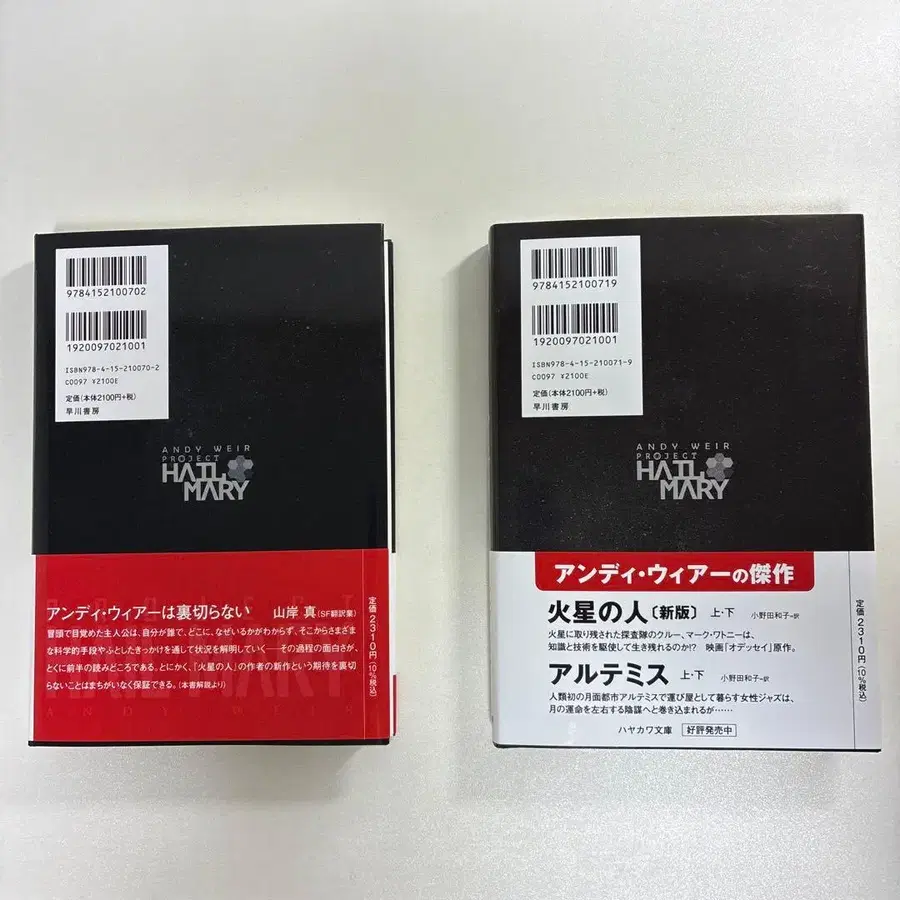 9784152100702
1920097021001
ISBN978-4-15-210070-2
C0097 ¥2100E
定価(本体2100円+税)
早川書房
ANDY WEIR
PROJECT
HAIL
MARY
アンディ・ウィアーは裏切らない 山岸 真(SF翻訳業)
冒頭で目覚めた主人公は、自分が誰で、どこに、なぜいるかがわからず、そこからさまざま
な科学的手段やふとしたきっかけを通して状況を解明していく――その過程の面白さが、
とくに前半の読みどころである。とにかく、『火星の人』の作者の新作という期待を裏切
らないことはまちがいなく保証できる。(本書解説より)
定価2310円(10%税込)
9784152100719
1920097021001
ISBN978-4-15-210071-9
C0097 ¥2100E
定価(本体2100円+税)
早川書房
ANDY WEIR
PROJECT
HAIL
MARY
アンディ・ウィアーの傑作
火星の人〔新版〕 上・下 小野田和子=訳
火星に取り残された探査隊のクルー、マーク・ワトニーは、
知識と技術を駆使して生き残れるのか!? 映画「オデッセイ」原作。
アルテミス 上・下 小野田和子=訳
人類初の月面都市アルテミスで運び屋として暮らす女性ジャズは、
月の運命を左右する陰謀へと巻き込まれるが……
ハヤカワ文庫 好評発売中
定価2310円(10%税込)